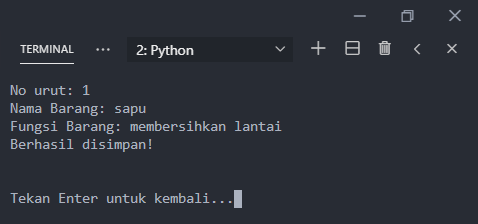 TERMINAL ... 2: Python
No urut: 1
Nama Barang: sapu
Fungsi Barang: membersihkan lantai
Berhasil disimpan!
Tekan Enter untuk kembali...